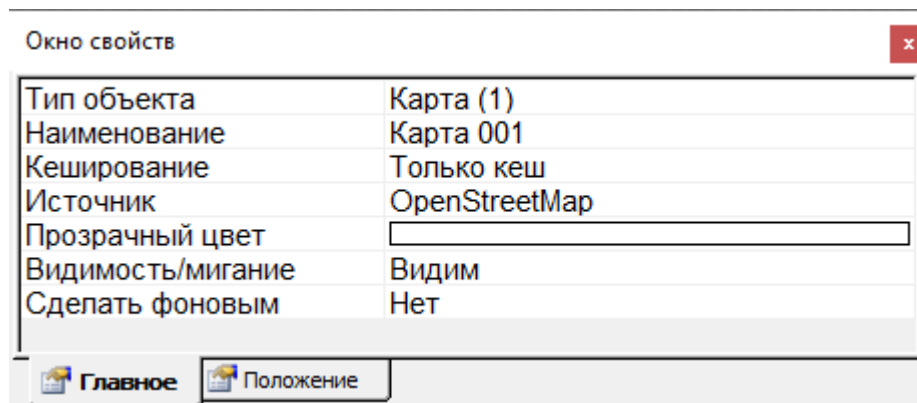 Окно свойств
x
Тип объекта Карта (1)
Наименование Карта 001
Кеширование Только кеш
Источник OpenStreetMap
Прозрачный цвет
Видимость/мигание Видим
Сделать фоновым Нет
Главное Положение